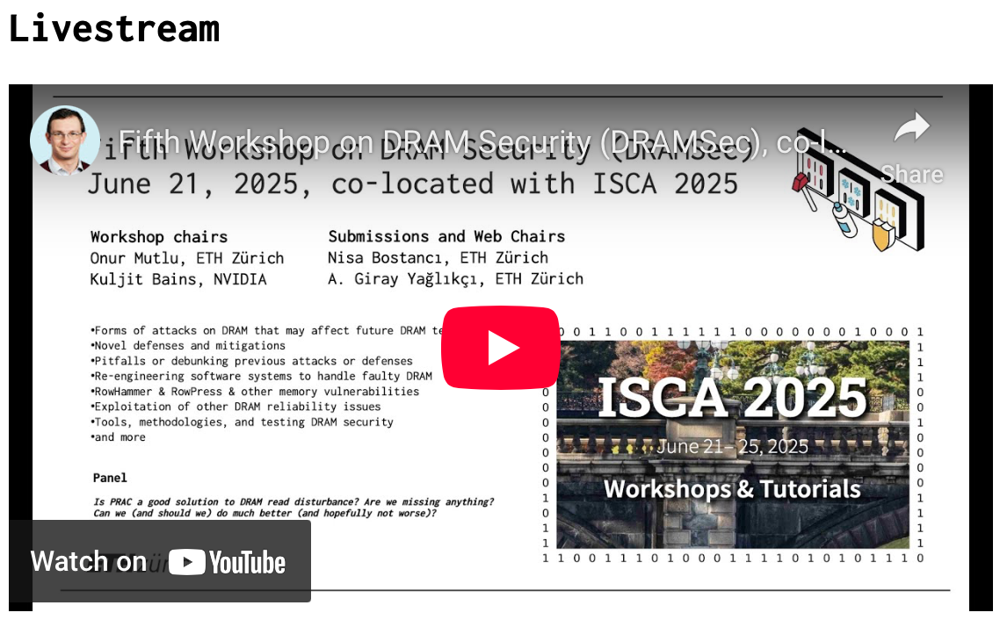 Livestream
Fifth Workshop on DRAM Security (DRAMSec), co-l...
Share
ifth Workshop on DRAM Security (DRAMSec)
June 21, 2025, co-located with ISCA 2025
Workshop chairs
Onur Mutlu, ETH Zürich
Kuljit Bains, NVIDIA
Submissions and Web Chairs
Nisa Bostancı, ETH Zürich
A. Giray Yağlıkçı, ETH Zürich
•Forms of attacks on DRAM that may affect future DRAM te
•Novel defenses and mitigations
•Pitfalls or debunking previous attacks or defenses
•Re-engineering software systems to handle faulty DRAM
•RowHammer & RowPress & other memory vulnerabilities
•Exploitation of other DRAM reliability issues
•Tools, methodologies, and testing DRAM security
•and more
Panel
Is PRAC a good solution to DRAM read disturbance? Are we missing anything?
Can we (and should we) do much better (and hopefully not worse)?
0 0 1 1 0 0 1 1 1 1 1 1 0 0 0 0 0 0 1 0 0 0 1
ISCA 2025
June 21– 25, 2025
Workshops & Tutorials
1 1 0 0 1 1 1 0 1 0 0 0 1 1 1 1 0 1 0 1 0 1 1 1 0
Watch on YouTube